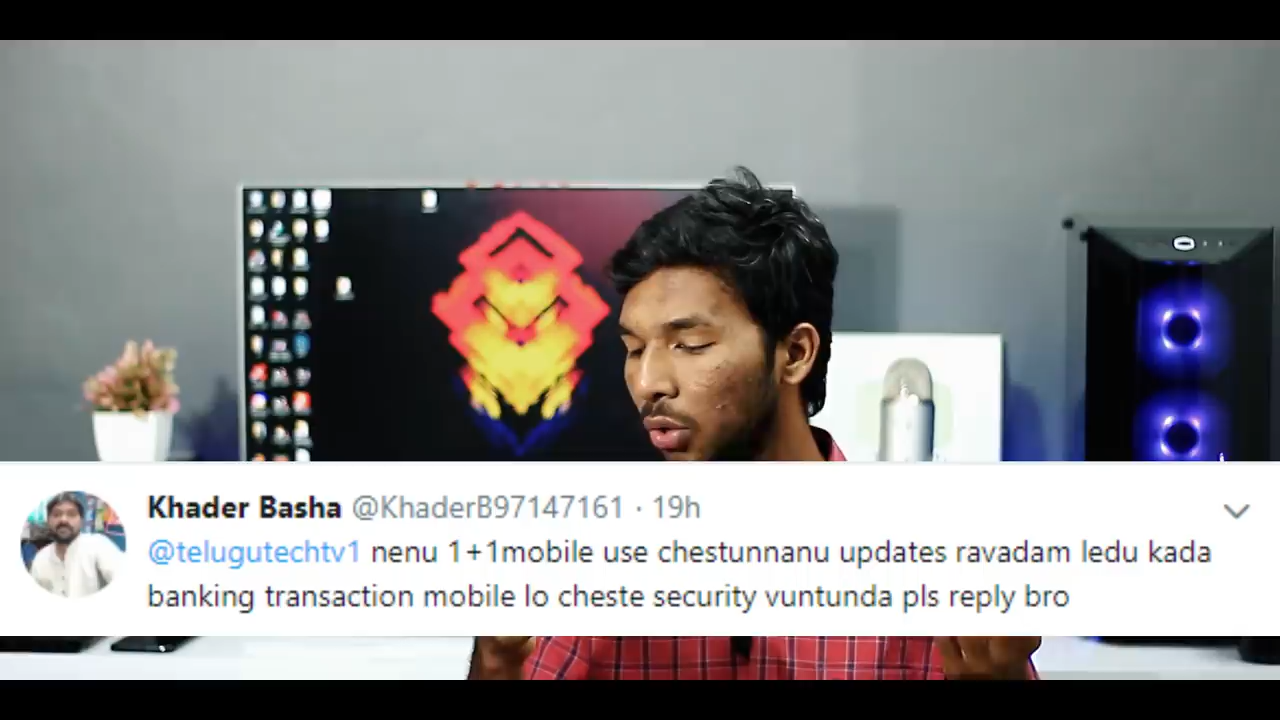 Khader Basha @KhaderB97147161 · 19h
@telugutechtv1 nenu 1+1mobile use chestunnanu updates ravadam ledu kada
banking transaction mobile lo cheste security vuntunda pls reply bro